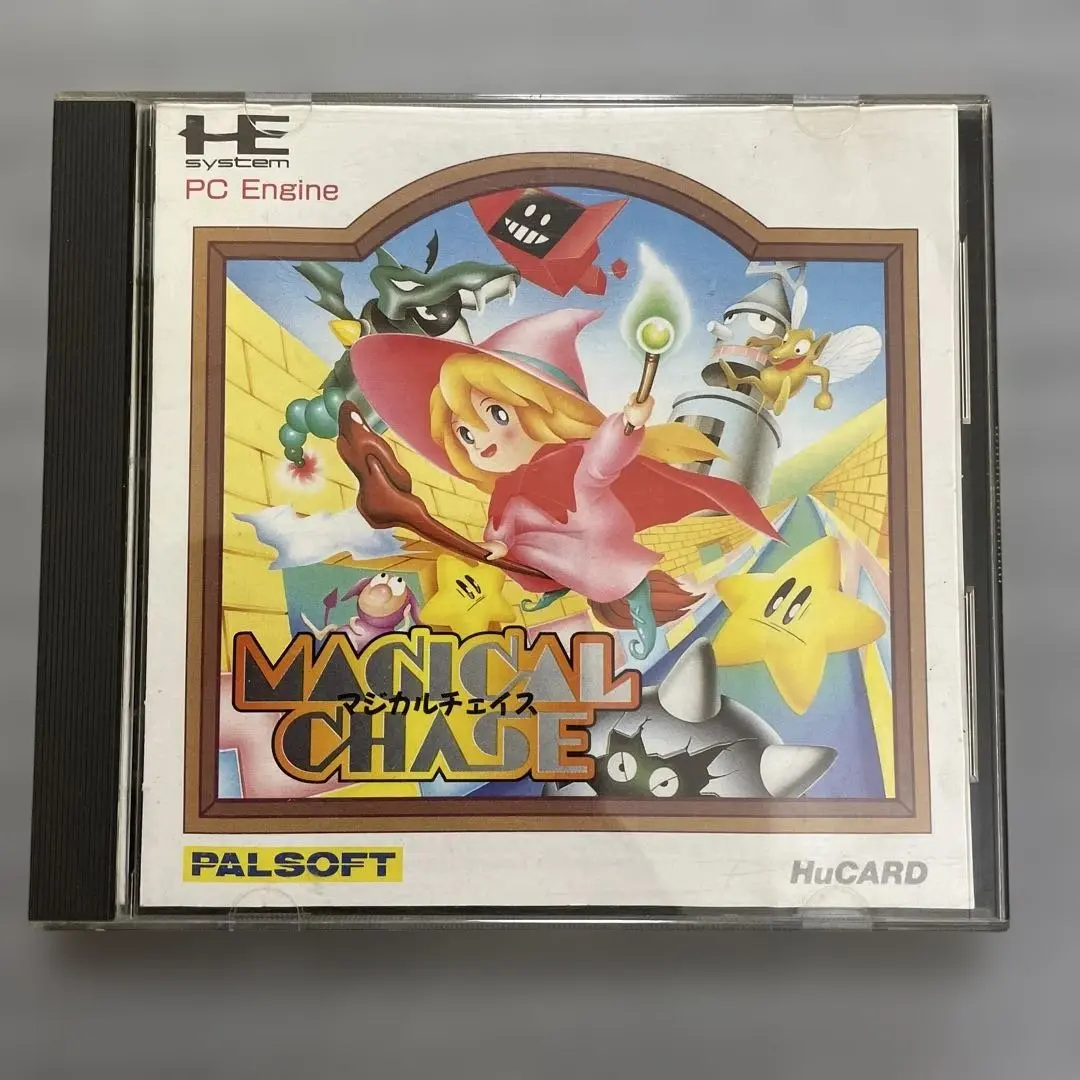 HE
system
PC Engine
MAGICAL
マジカルチェイス
CHASE
PALSOFT
HuCARD